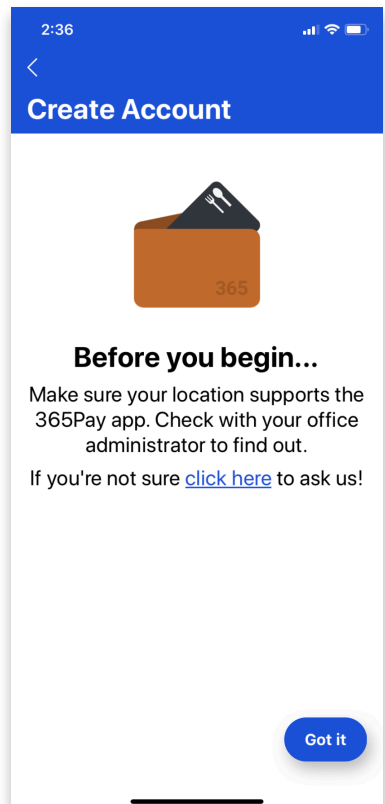 2:36
Create Account
365
Before you begin...
Make sure your location supports the
365Pay app. Check with your office
administrator to find out.
If you're not sure click here to ask us!
Got it